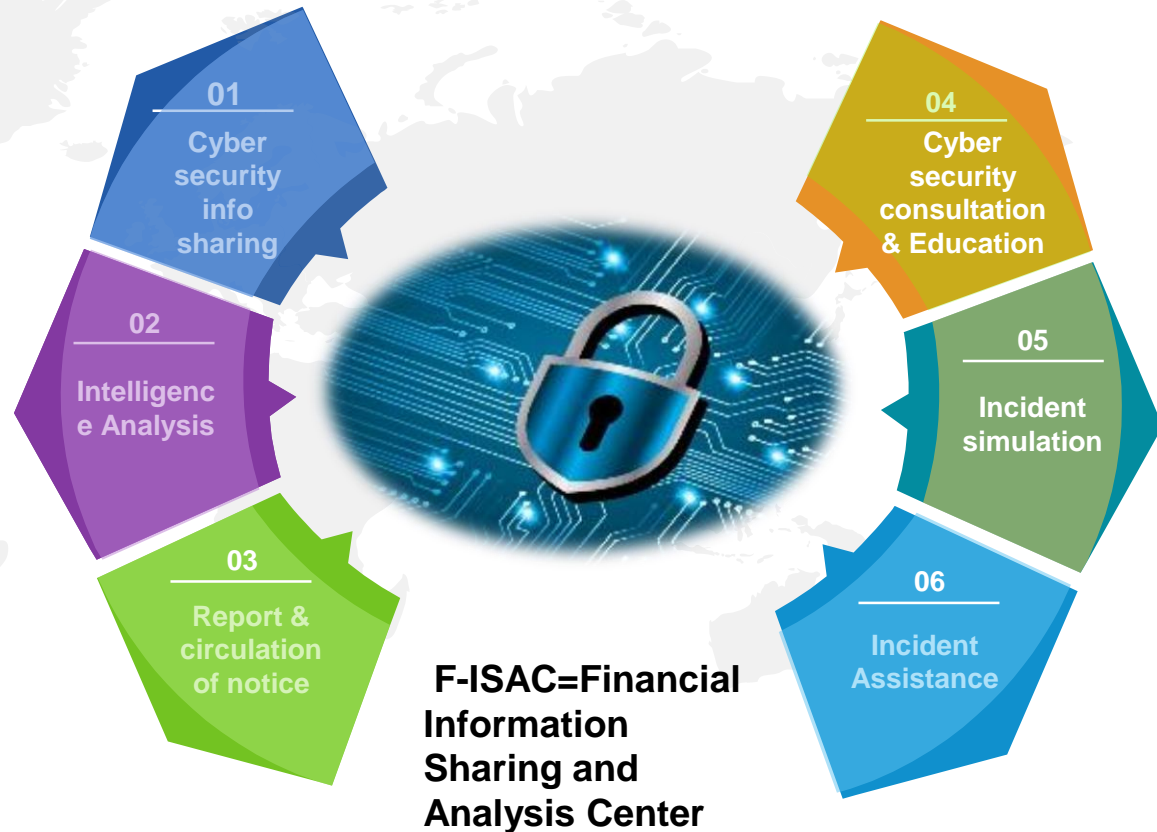 01
Cyber
security
info
sharing
02
Intelligenc
e Analysis
03
Report &
circulation
of notice
04
Cyber
security
consultation
& Education
05
Incident
simulation
06
Incident
Assistance
F-ISAC=Financial
Information
Sharing and
Analysis Center